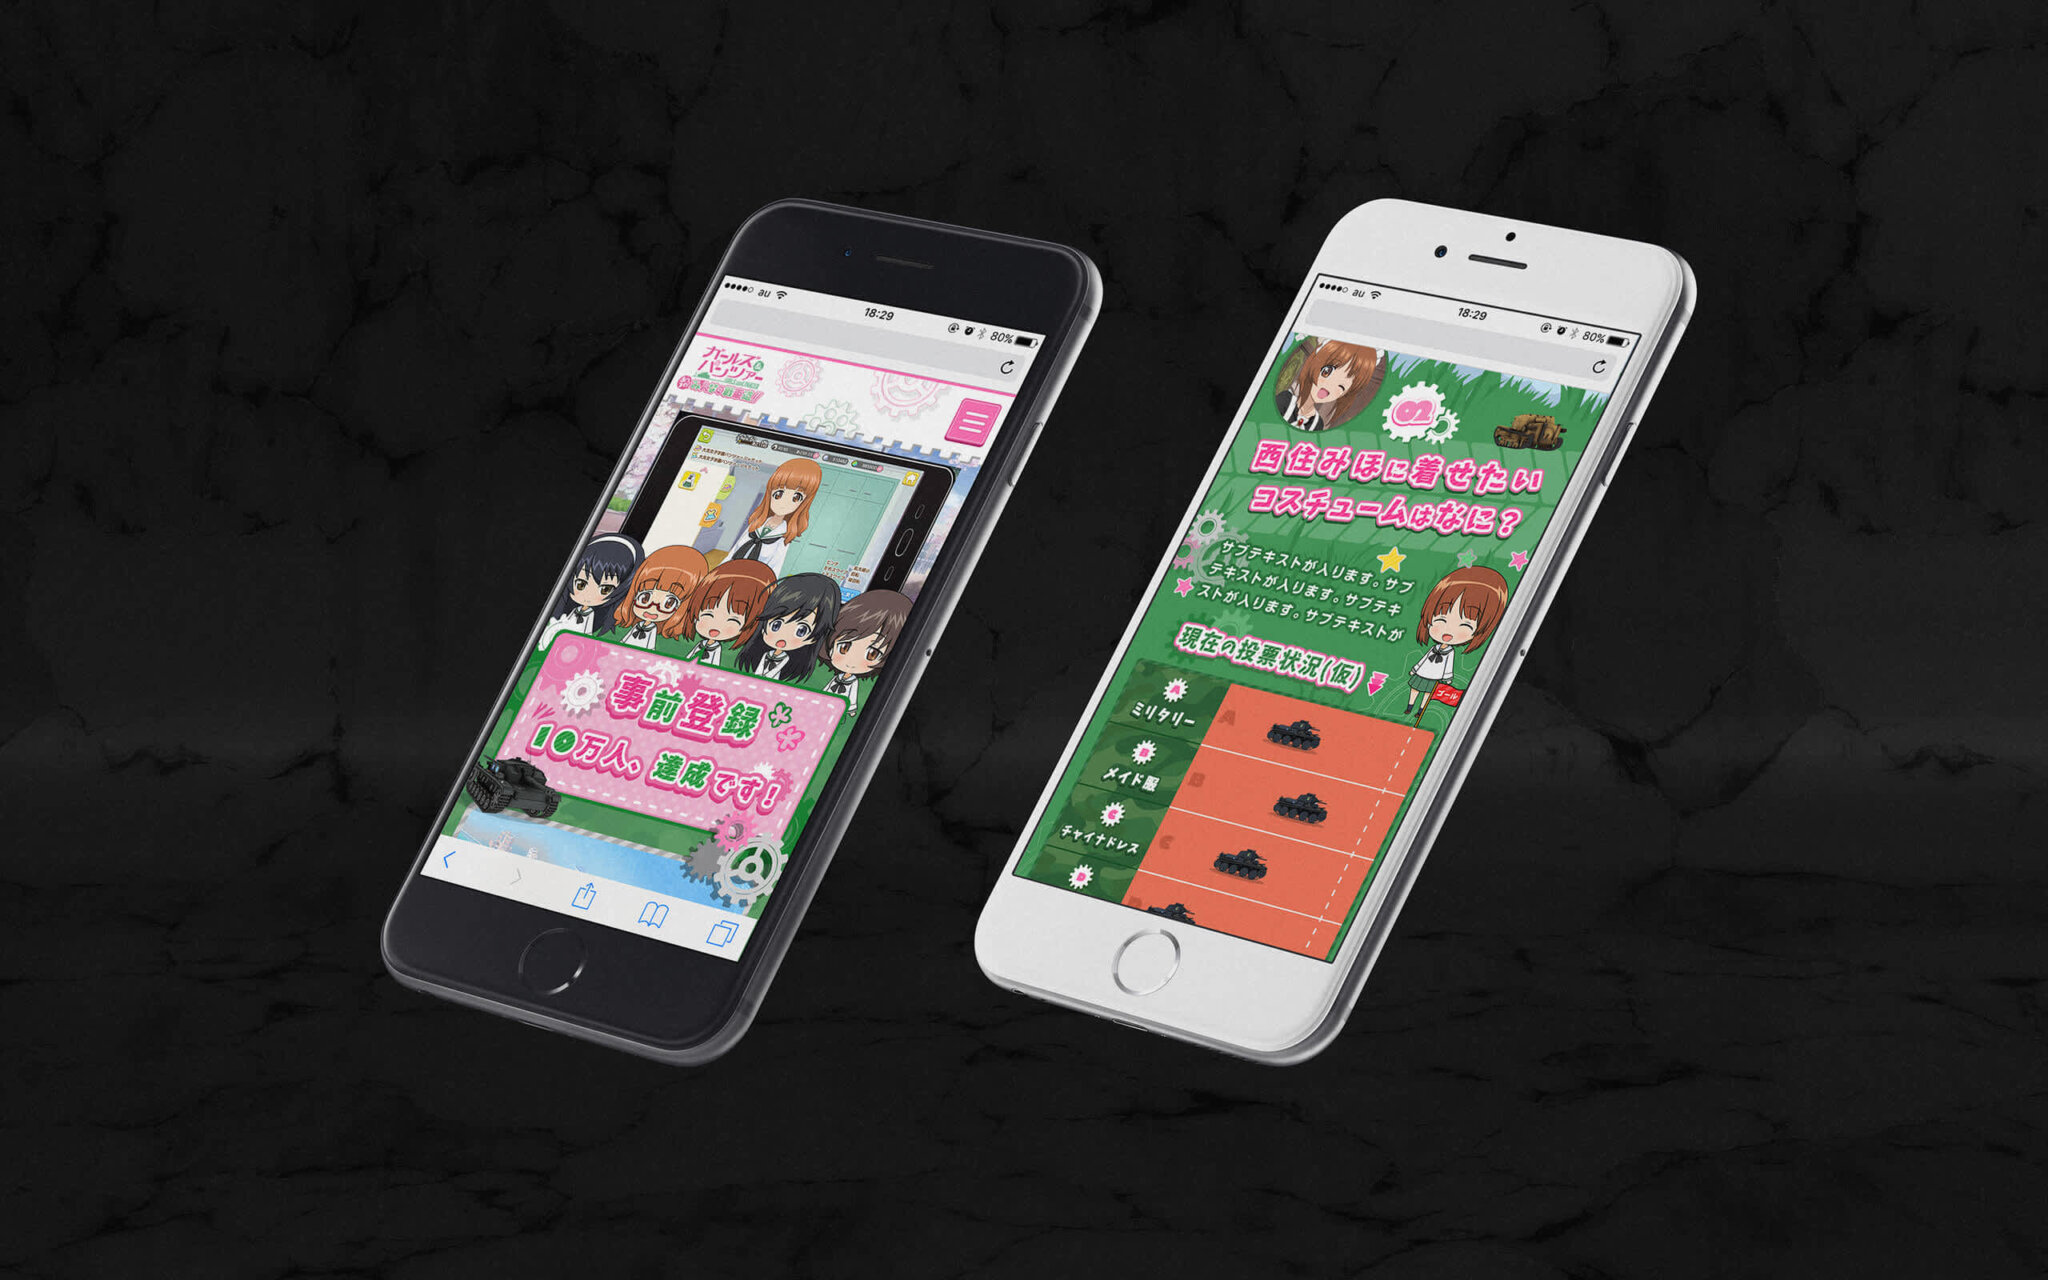 au
18:29
80%
ガールズ&
パンツァー
事前登録
10万人、達成です!
au
18:29
80%
02
西住みほに着せたい
コスチュームはなに?
サブテキストが入ります。サブ
テキストが入ります。サブテキ
ストが入ります。サブテキストが
現在の投票状況(仮)
ゴール
A
ミリタリー
A
B
メイド服
B
C
チャイナドレス
C
D
D